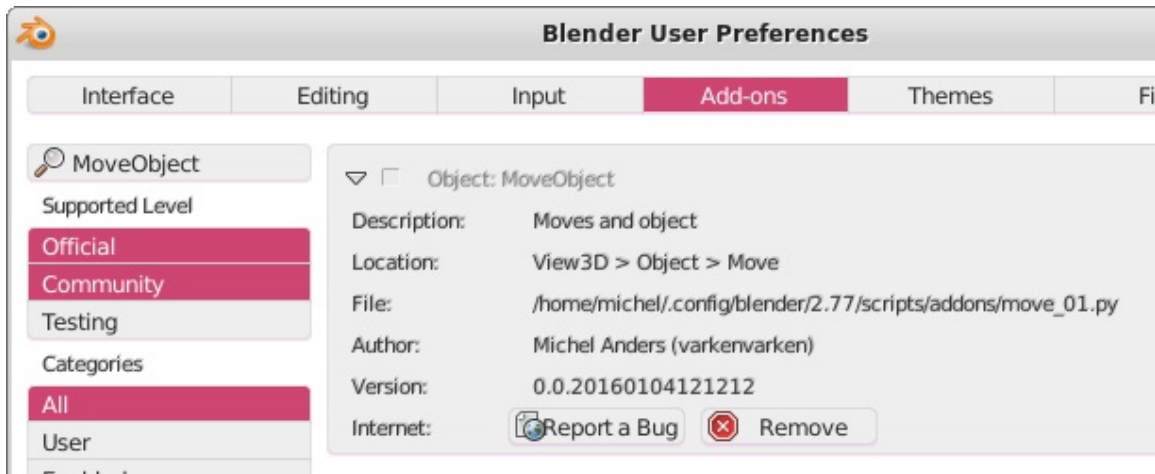 Blender User Preferences
Interface Editing Input Add-ons Themes Fi
MoveObject
Supported Level
Official
Community
Testing
Categories
All
User
Object: MoveObject
Description: Moves and object
Location: View3D > Object > Move
File: /home/michel/.config/blender/2.77/scripts/addons/move_01.py
Author: Michel Anders (varkenvarken)
Version: 0.0.20160104121212
Internet: Report a Bug Remove